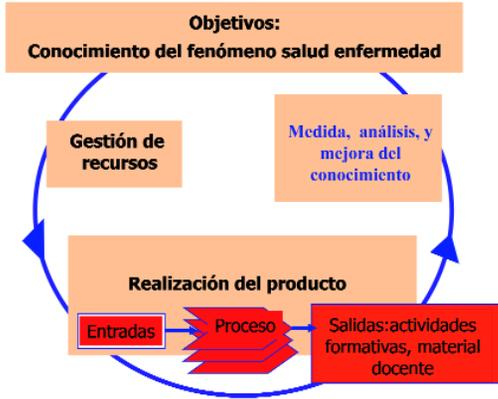 Objetivos:
Conocimiento del fenómeno salud enfermedad
Gestión de
recursos
Medida, análisis, y
mejora del
conocimiento
Realización del producto
Entradas
Proceso
Salidas:actividades
formativas, material
docente